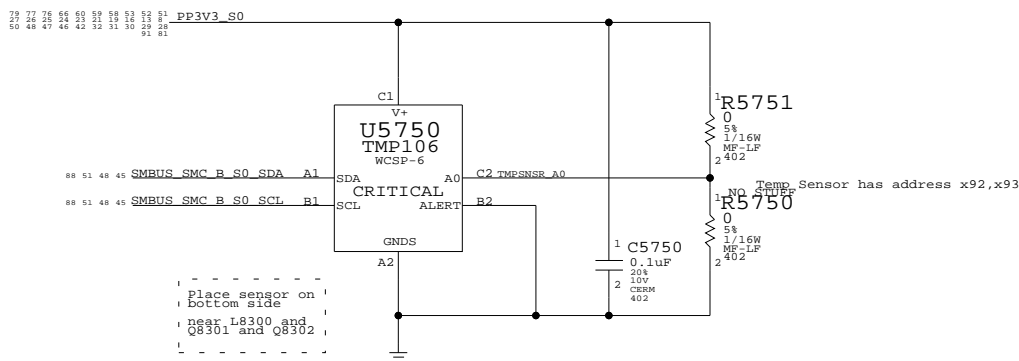 79 77 76 66 60 59 58 53 52 51
27 26 25 24 23 21 19 16 13 8
50 48 47 46 42 32 31 30 29 28
91 81
PP3V3_S0
C1
V+
U5750
TMP106
WCSP-6
88 51 48 45 SMBUS_SMC_B_S0_SDA A1
SDA
A0
C2 TMPSNSR_A0
CRITICAL
88 51 48 45 SMBUS_SMC_B_S0_SCL B1
SCL
ALERT
B2
GNDS
A2
1
R5751
0
5%
1/16W
MF-LF
402
2
Temp Sensor has address x92,x93
NO STUFF
1
R5750
0
5%
1/16W
MF-LF
402
2
1
C5750
0.1uF
20%
10V
CERM
402
2
Place sensor on
bottom side
near L8300 and
Q8301 and Q8302